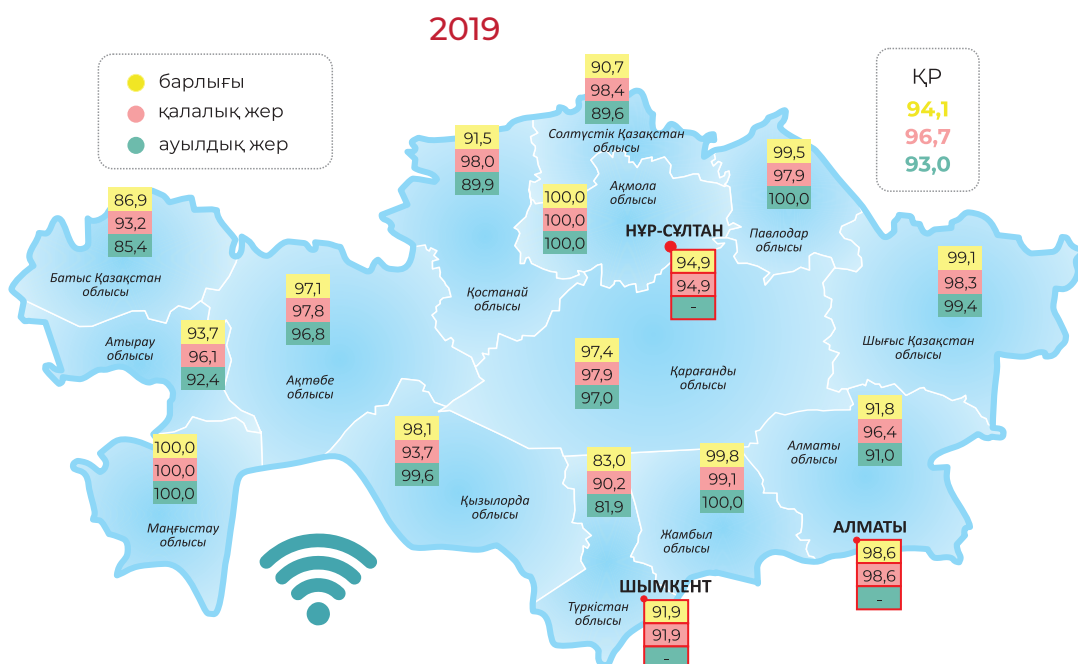 2019
барлығы
қалалық жер
ауылдық жер
ҚР
94,1
96,7
93,0
90,7
98,4
89,6
Солтүстік Қазақстан
облысы
91,5
98,0
89,9
Қостанай
облысы
100,0
100,0
100,0
Ақмола
облысы
НҰР-СҰЛТАН
94,9
94,9
-
99,5
97,9
100,0
Павлодар
облысы
86,9
93,2
85,4
Батыс Қазақстан
облысы
93,7
96,1
92,4
Атырау
облысы
97,1
97,8
96,8
Ақтөбе
облысы
99,1
98,3
99,4
Шығыс Қазақстан
облысы
97,4
97,9
97,0
Қарағанды
облысы
100,0
100,0
100,0
Маңғыстау
облысы
98,1
93,7
99,6
Қызылорда
облысы
83,0
90,2
81,9
Түркістан
облысы
99,8
99,1
100,0
Жамбыл
облысы
91,8
96,4
91,0
Алматы
облысы
АЛМАТЫ
98,6
98,6
-
ШЫМКЕНТ
91,9
91,9
-